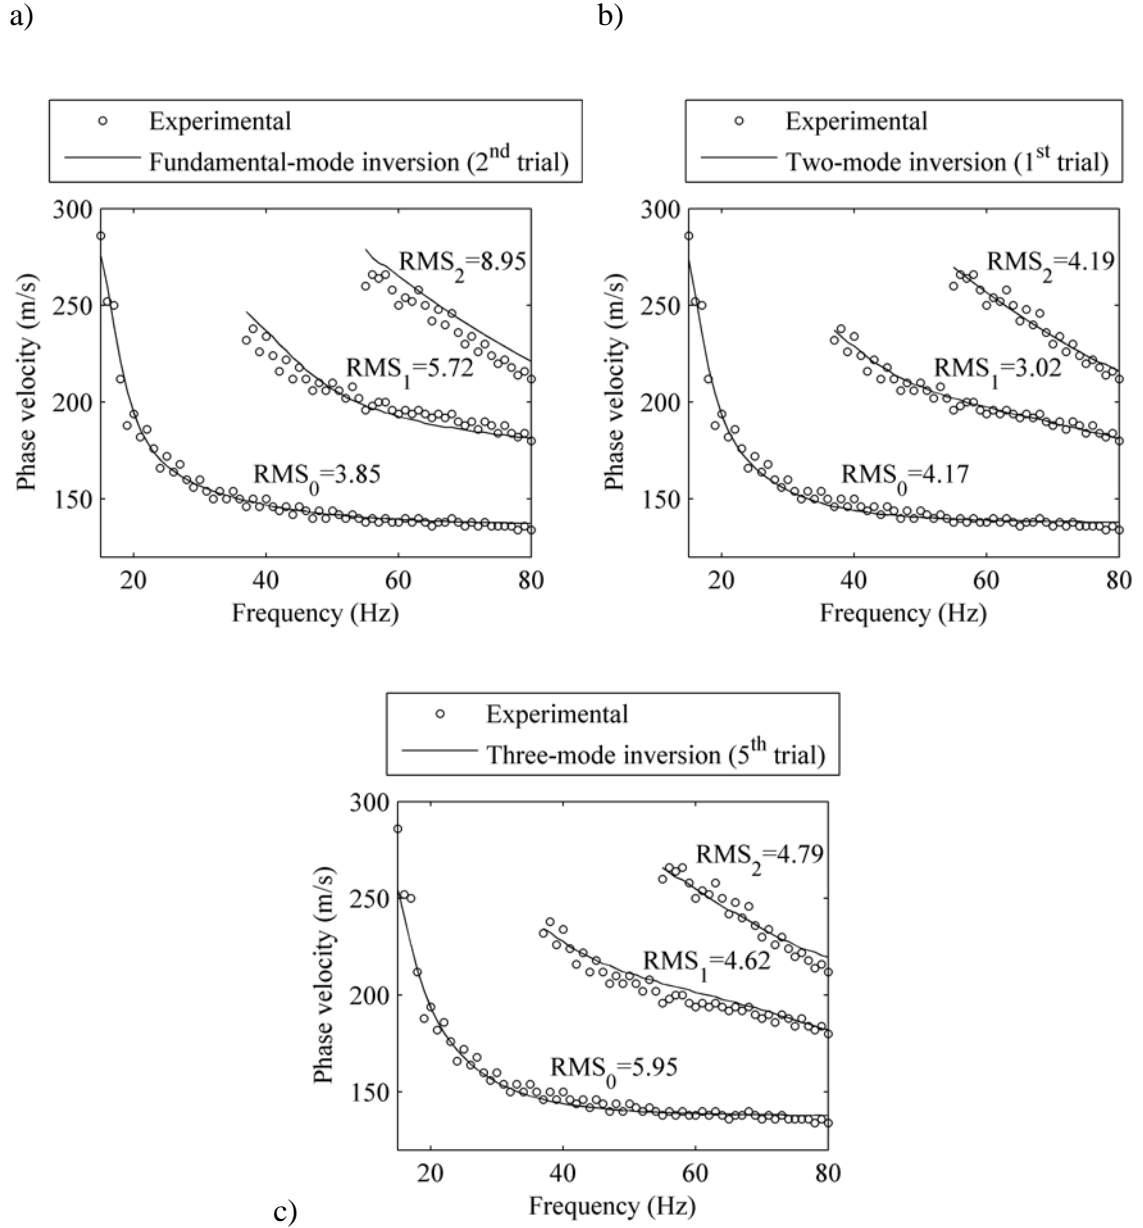 a)
b)
Experimental
Fundamental-mode inversion (2nd trial)
300
250
200
150
Phase velocity (m/s)
RMS2=8.95
RMS1=5.72
RMS0=3.85
20 40 60 80
Frequency (Hz)
Experimental
Two-mode inversion (1st trial)
300
250
200
150
Phase velocity (m/s)
RMS2=4.19
RMS1=3.02
RMS0=4.17
20 40 60 80
Frequency (Hz)
Experimental
Three-mode inversion (5th trial)
300
250
200
150
Phase velocity (m/s)
RMS2=4.79
RMS1=4.62
RMS0=5.95
20 40 60 80
Frequency (Hz)
c)